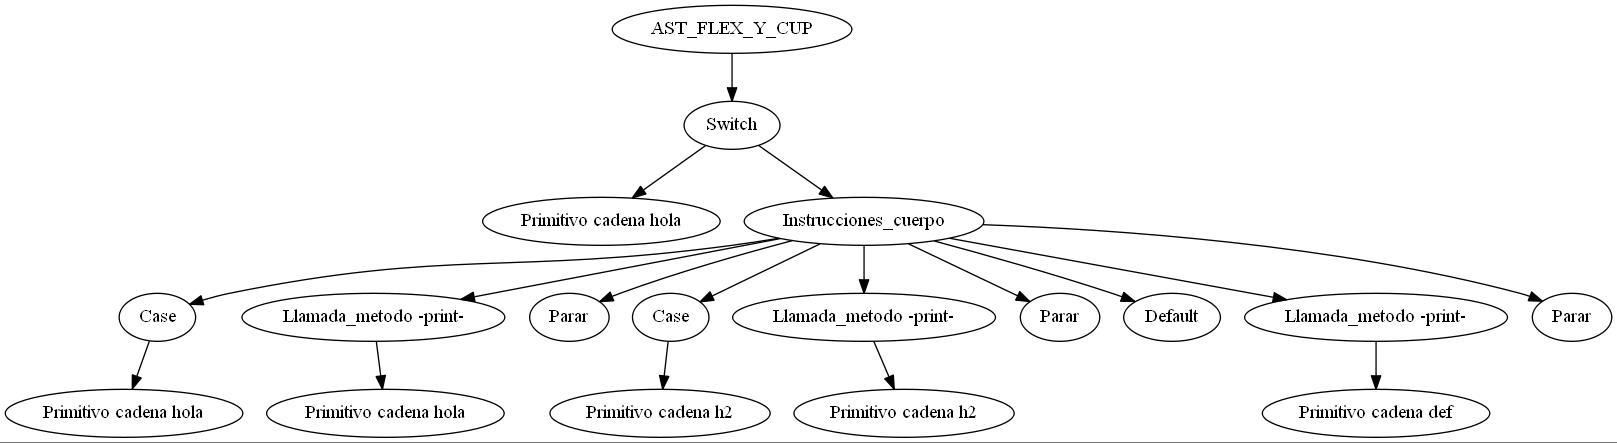 AST_FLEX_Y_CUP
Switch
Primitivo cadena hola
Instrucciones_cuerpo
Case
Llamada_metodo -print-
Parar
Case
Llamada_metodo -print-
Parar
Default
Llamada_metodo -print-
Parar
Primitivo cadena hola
Primitivo cadena hola
Primitivo cadena h2
Primitivo cadena h2
Primitivo cadena def